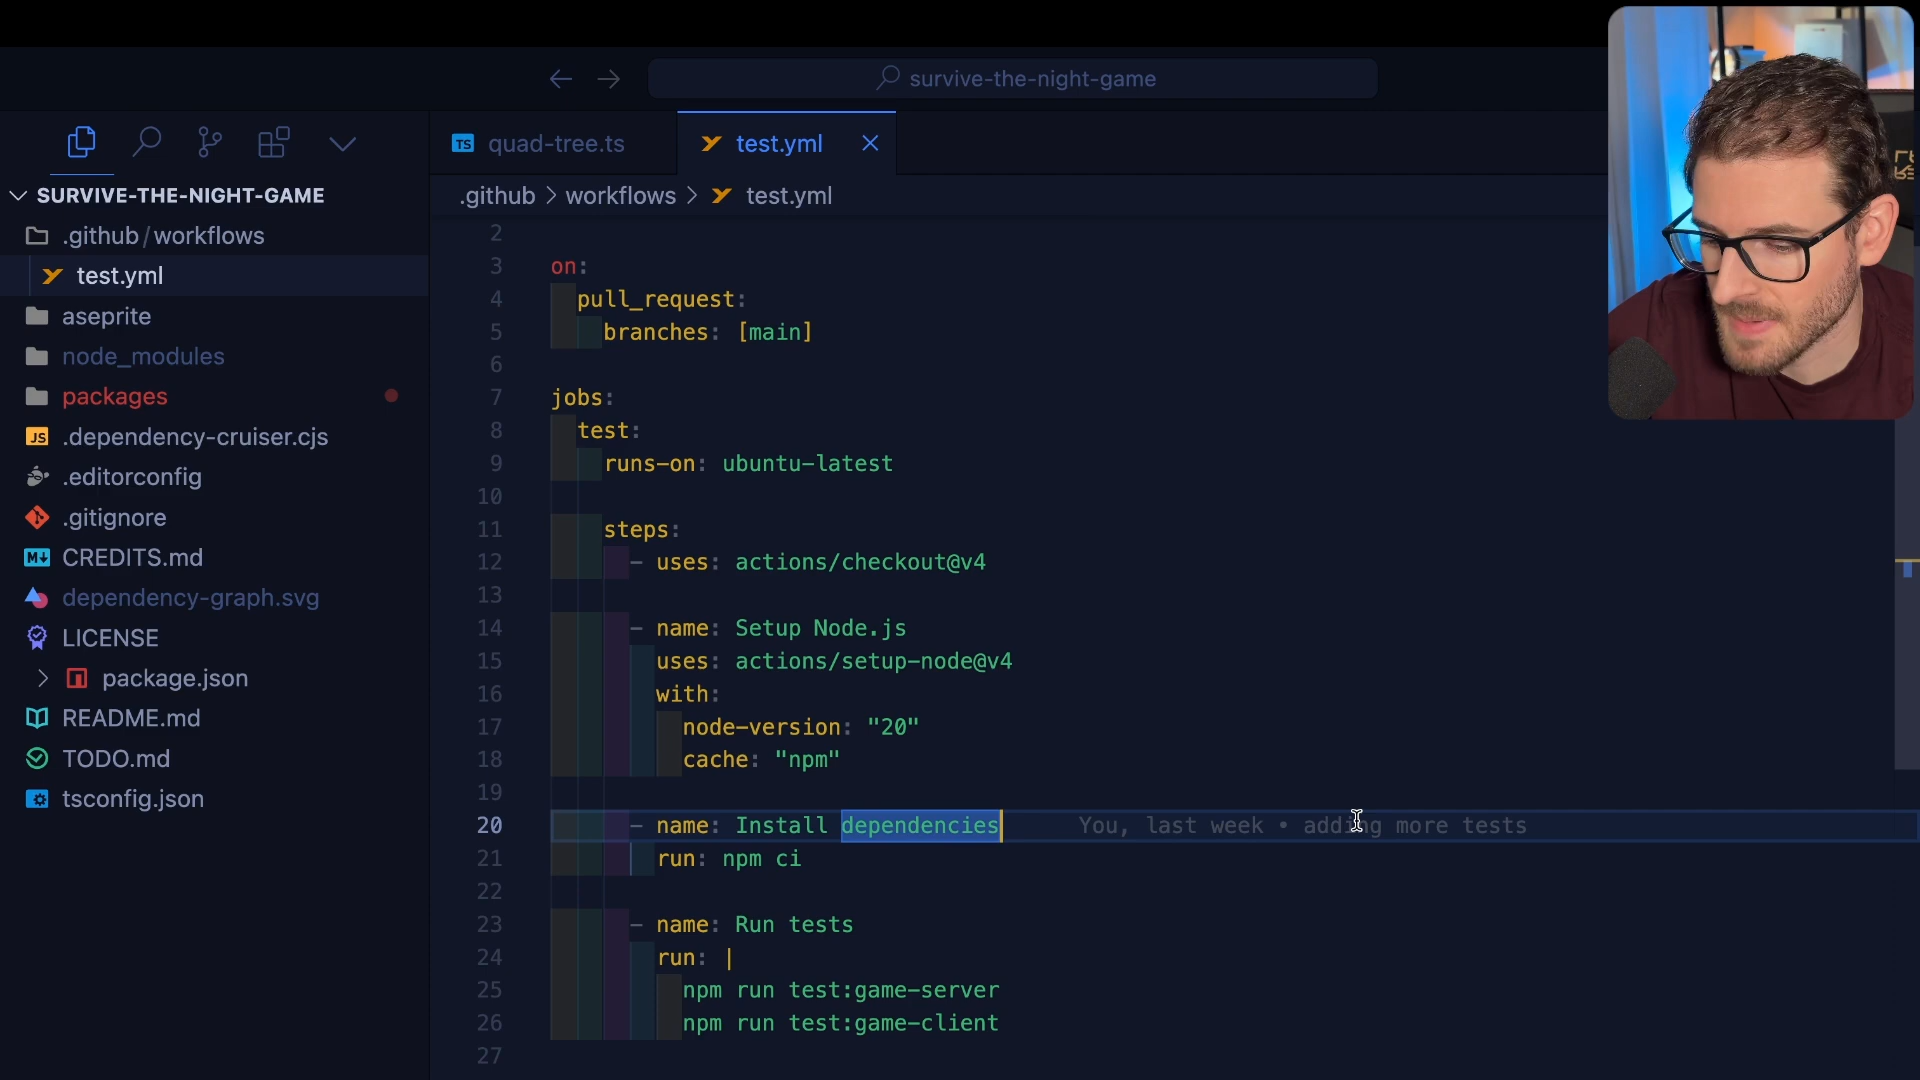 survive-the-night-game
TS quad-tree.ts
test.yml
SURVIVE-THE-NIGHT-GAME
.github/workflows
test.yml
aseprite
node_modules
packages
JS .dependency-cruiser.cjs
.editorconfig
.gitignore
M↓ CREDITS.md
dependency-graph.svg
LICENSE
package.json
README.md
TODO.md
tsconfig.json
.github > workflows > test.yml
2
3 on:
4 pull_request:
5 branches: [main]
6
7 jobs:
8 test:
9 runs-on: ubuntu-latest
10
11 steps:
12 - uses: actions/checkout@v4
13
14 - name: Setup Node.js
15 uses: actions/setup-node@v4
16 with:
17 node-version: "20"
18 cache: "npm"
19
20 - name: Install dependencies You, last week • adding more tests
21 run: npm ci
22
23 - name: Run tests
24 run: |
25 npm run test:game-server
26 npm run test:game-client
27